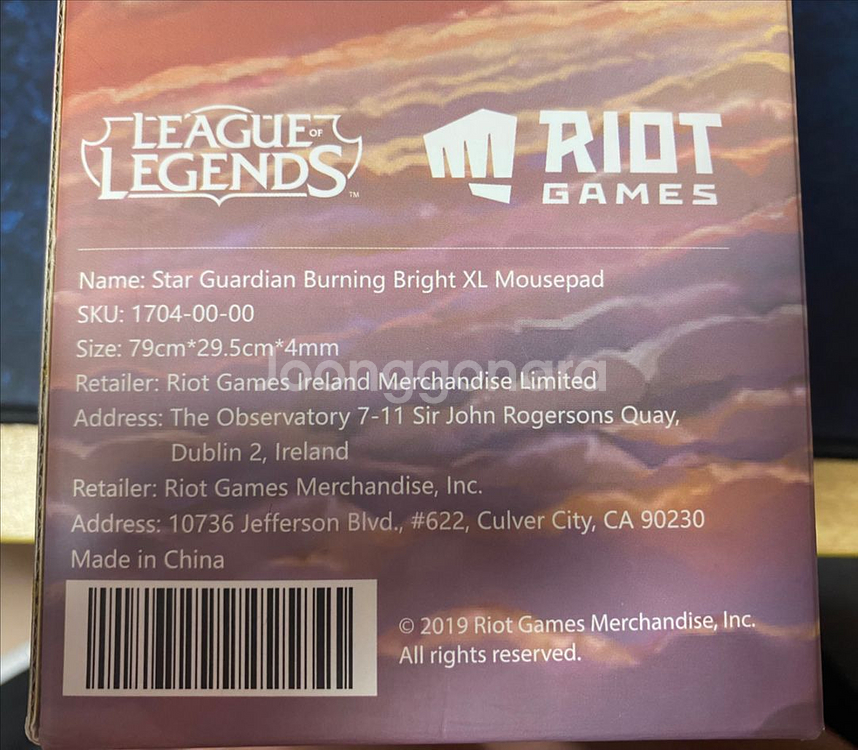 LEAGUE OF LEGENDS™
RIOT GAMES
Name: Star Guardian Burning Bright XL Mousepad
SKU: 1704-00-00
Size: 79cm*29.5cm*4mm
joonggonara
Retailer: Riot Games Ireland Merchandise Limited
Address: The Observatory 7-11 Sir John Rogersons Quay,
Dublin 2, Ireland
Retailer: Riot Games Merchandise, Inc.
Address: 10736 Jefferson Blvd., #622, Culver City, CA 90230
Made in China
© 2019 Riot Games Merchandise, Inc.
All rights reserved.